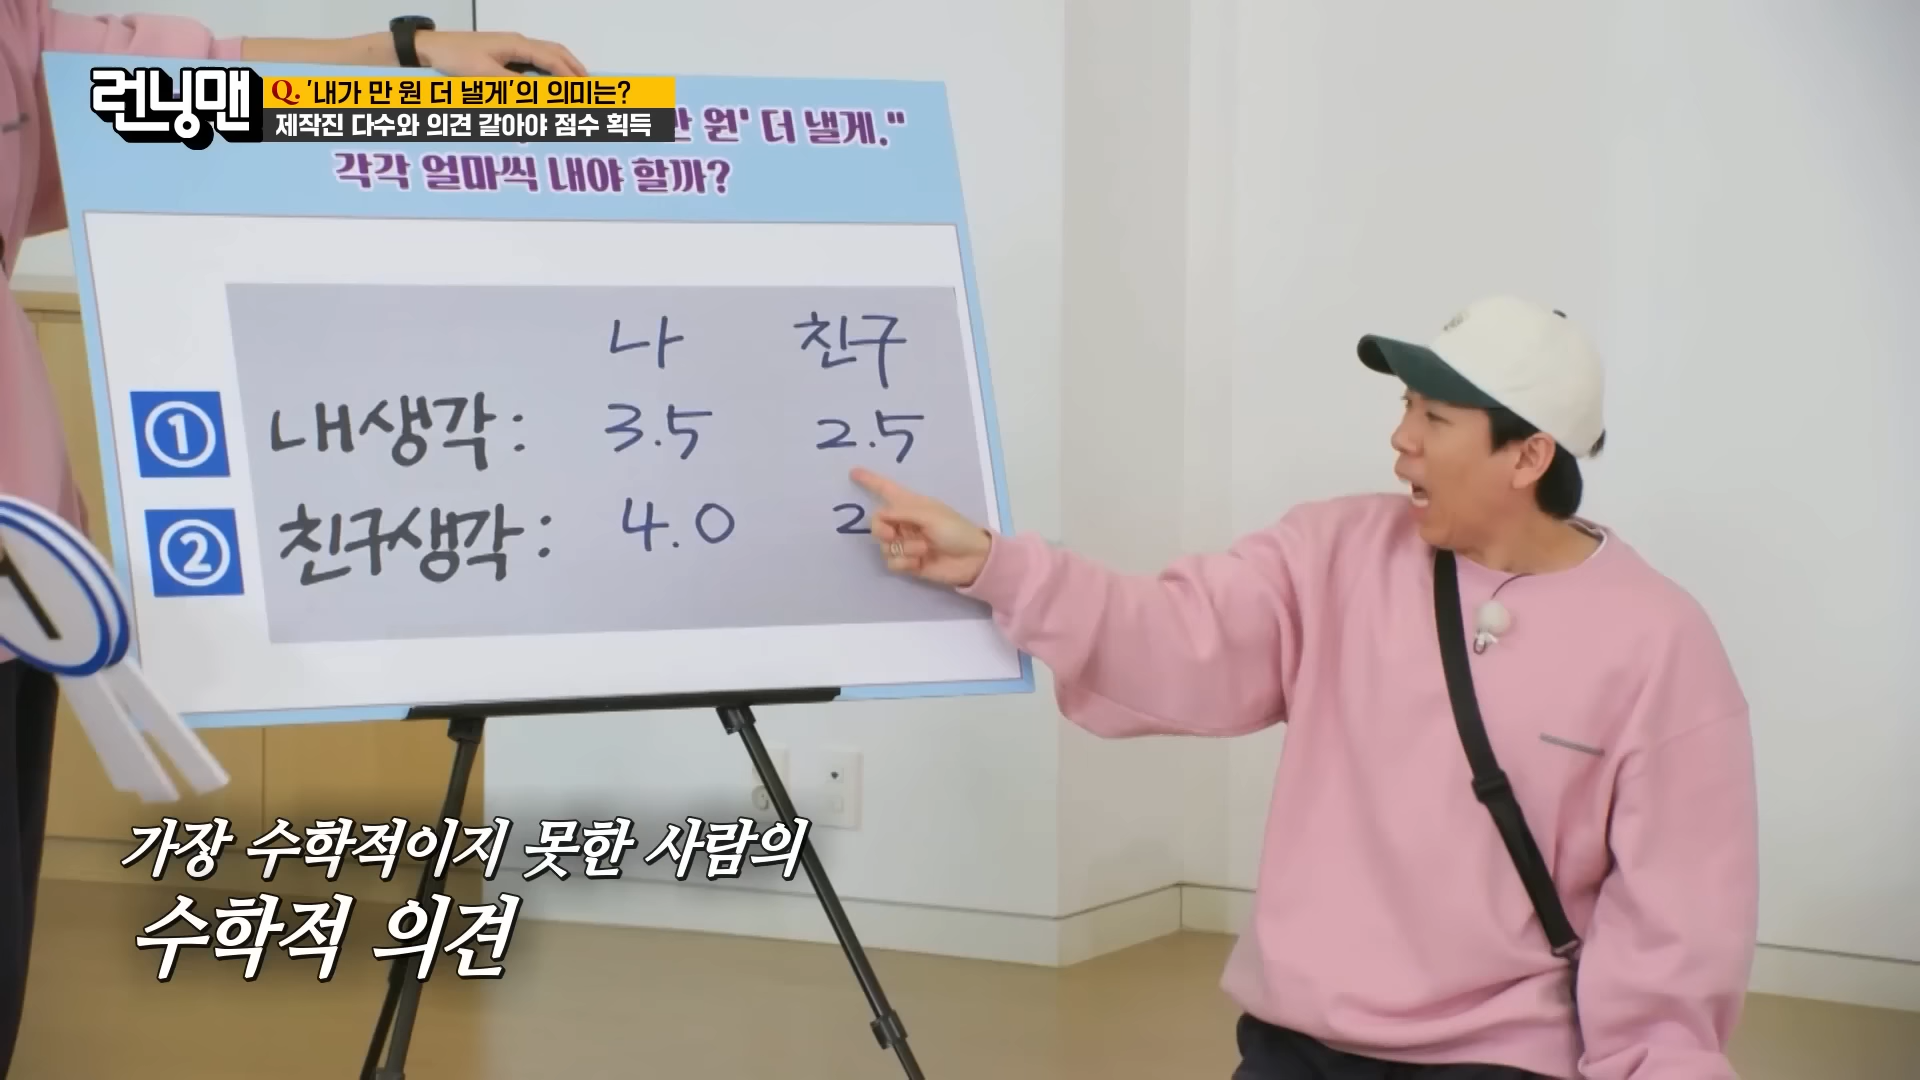 런닝맨
Q. '내가 만 원 더 낼게'의 의미는?
제작진 다수와 의견 같아야 점수 획득
만 원' 더 낼게."
각각 얼마씩 내야 할까?
나 친구
① 내생각: 3.5 2.5
② 친구생각: 4.0 2
1
가장 수학적이지 못한 사람의
수학적 의견